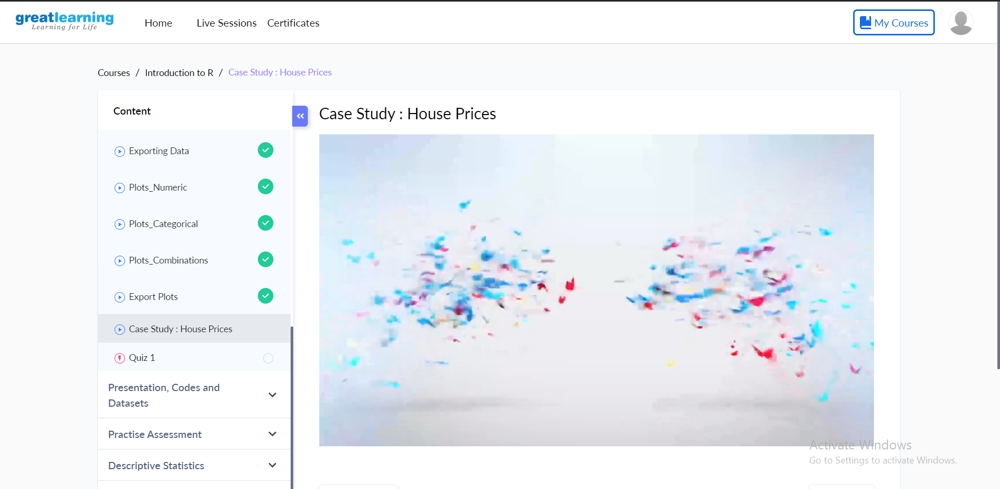 greatlearning
Learning for Life
Home
Live Sessions
Certificates
My Courses
Courses / Introduction to R / Case Study : House Prices
Content
Case Study : House Prices
Exporting Data
Plots_Numeric
Plots_Categorical
Plots_Combinations
Export Plots
Case Study : House Prices
Quiz 1
Presentation, Codes and
Datasets
Practise Assessment
Descriptive Statistics
Activate Windows
Go to Settings to activate Windows.